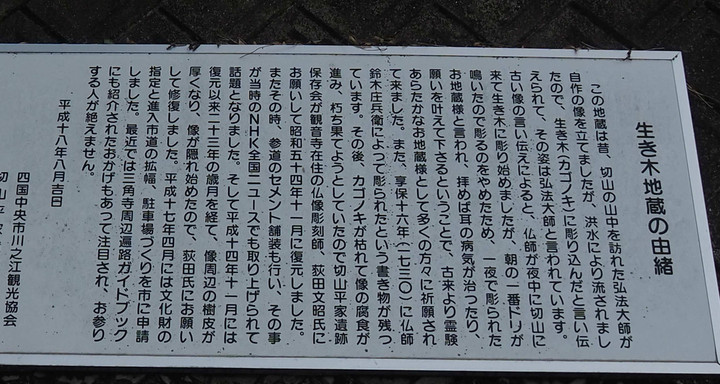 生き木地蔵の由緒
この地蔵は昔、切山の山中を訪れた弘法大師が
自作の像を立てましたが、洪水により流されまし
たので、生き木(カゴノキ)に彫り込んだと言い伝
えられて、その姿は弘法大師と言われています。
古い像の言い伝えによると、仏師が夜中に切山に
来て生き木に彫り始めましたが、朝の一番ドリが
鳴いたので彫るのをやめたため、一夜で彫られた
お地蔵様と言われ、拝めば耳の病気が治ったり、
願いを叶えて下さるということで、古来より霊験
あらたかなお地蔵様として多くの方々に祈願され
て来ました。また、享保十六年(一七三〇)に仏師
鈴木庄兵衛によって彫られたという書き物が残っ
ています。その後、カゴノキが枯れて像の腐食が
進み、朽ち果てようとしていたので切山平家遺跡
保存会が観音寺在住の仏像彫刻師、荻田文昭氏に
お願いして昭和五十四年十一月に復元しました。
またその時、参道のセメント舗装も行い、その事
が当時のNHK全国ニュースでも取り上げられて
話題となりました。そして平成十四年十一月には
復元以来二十三年の歳月を経て、像周辺の樹皮が
厚くなり、像が隠れ始めたので、荻田氏にお願い
して修復しました。平成十七年四月には文化財の
指定と進入市道の拡幅、駐車場づくりを市に申請
しました。最近では三角寺周辺遍路ガイドブック
にも紹介されたおかげもあって注目され、お参り
する人が絶えません。
平成十八年八月吉日
四国中央市川之江観光協会
切山平家